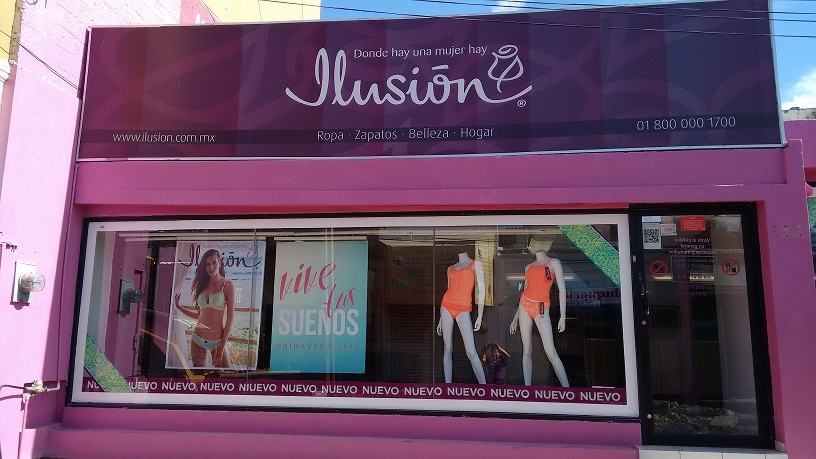 Donde hay una mujer hay
Ilusión®
www.ilusion.com.mx
Ropa · Zapatos · Belleza · Hogar
01 800 000 1700
Ilusión
vive
tus
SUEÑOS
PRIMAVERA 2016
NUEVO NUEVO NUEVO NUEVO NUEVO NUEVO NUEVO NUEVO NUEVO NUEVO NUEVO NUEVO